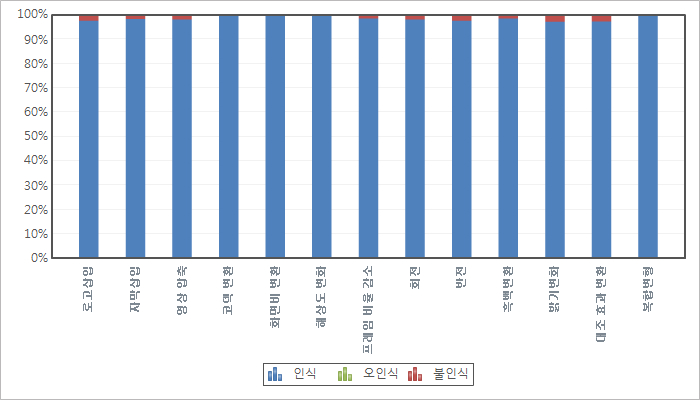 100%
90%
80%
70%
60%
50%
40%
30%
20%
10%
0%
로고삽입
자막삽입
영상 압축
코덱 변환
화면비 변환
해상도 변화
프레임 비율 감소
회전
반전
흑백변환
밝기변화
대조 효과 변환
복합변형
인식 오인식 불인식